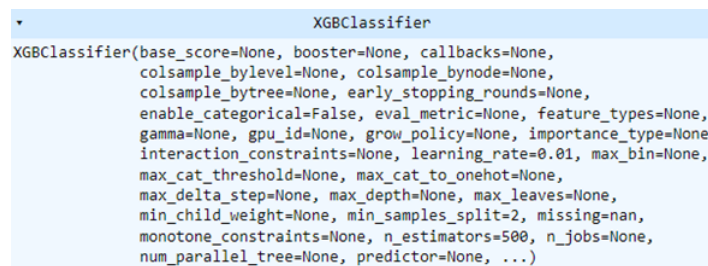 XGBClassifier
XGBClassifier(base_score=None, booster=None, callbacks=None,
colsample_bylevel=None, colsample_bynode=None,
colsample_bytree=None, early_stopping_rounds=None,
enable_categorical=False, eval_metric=None, feature_types=None,
gamma=None, gpu_id=None, grow_policy=None, importance_type=None
interaction_constraints=None, learning_rate=0.01, max_bin=None,
max_cat_threshold=None, max_cat_to_onehot=None,
max_delta_step=None, max_depth=None, max_leaves=None,
min_child_weight=None, min_samples_split=2, missing=nan,
monotone_constraints=None, n_estimators=500, n_jobs=None,
num_parallel_tree=None, predictor=None, ...)